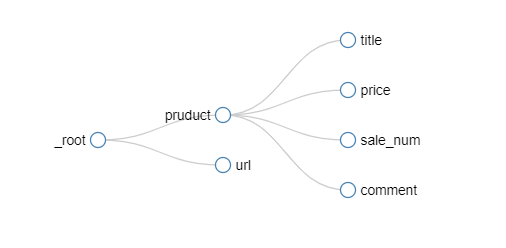 title
price
pruduct
_root
sale_num
url
comment